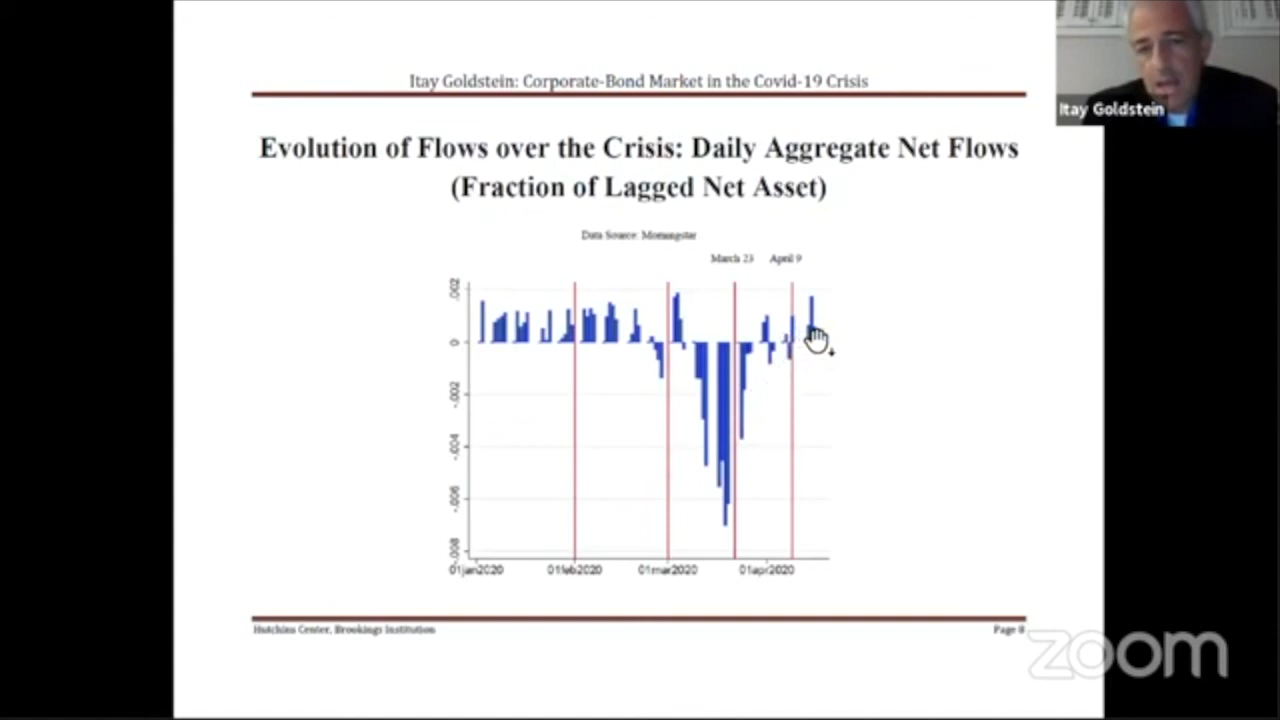 Itay Goldstein: Corporate-Bond Market in the Covid-19 Crisis
Itay Goldstein
Evolution of Flows over the Crisis: Daily Aggregate Net Flows
(Fraction of Lagged Net Asset)
Data Source: Morningstar
March 23 April 9
.002
0
-.002
-.004
-.006
-.008
01jan2020 01feb2020 01mar2020 01apr2020
Hutchins Center, Brookings Institution Page 8
zoom